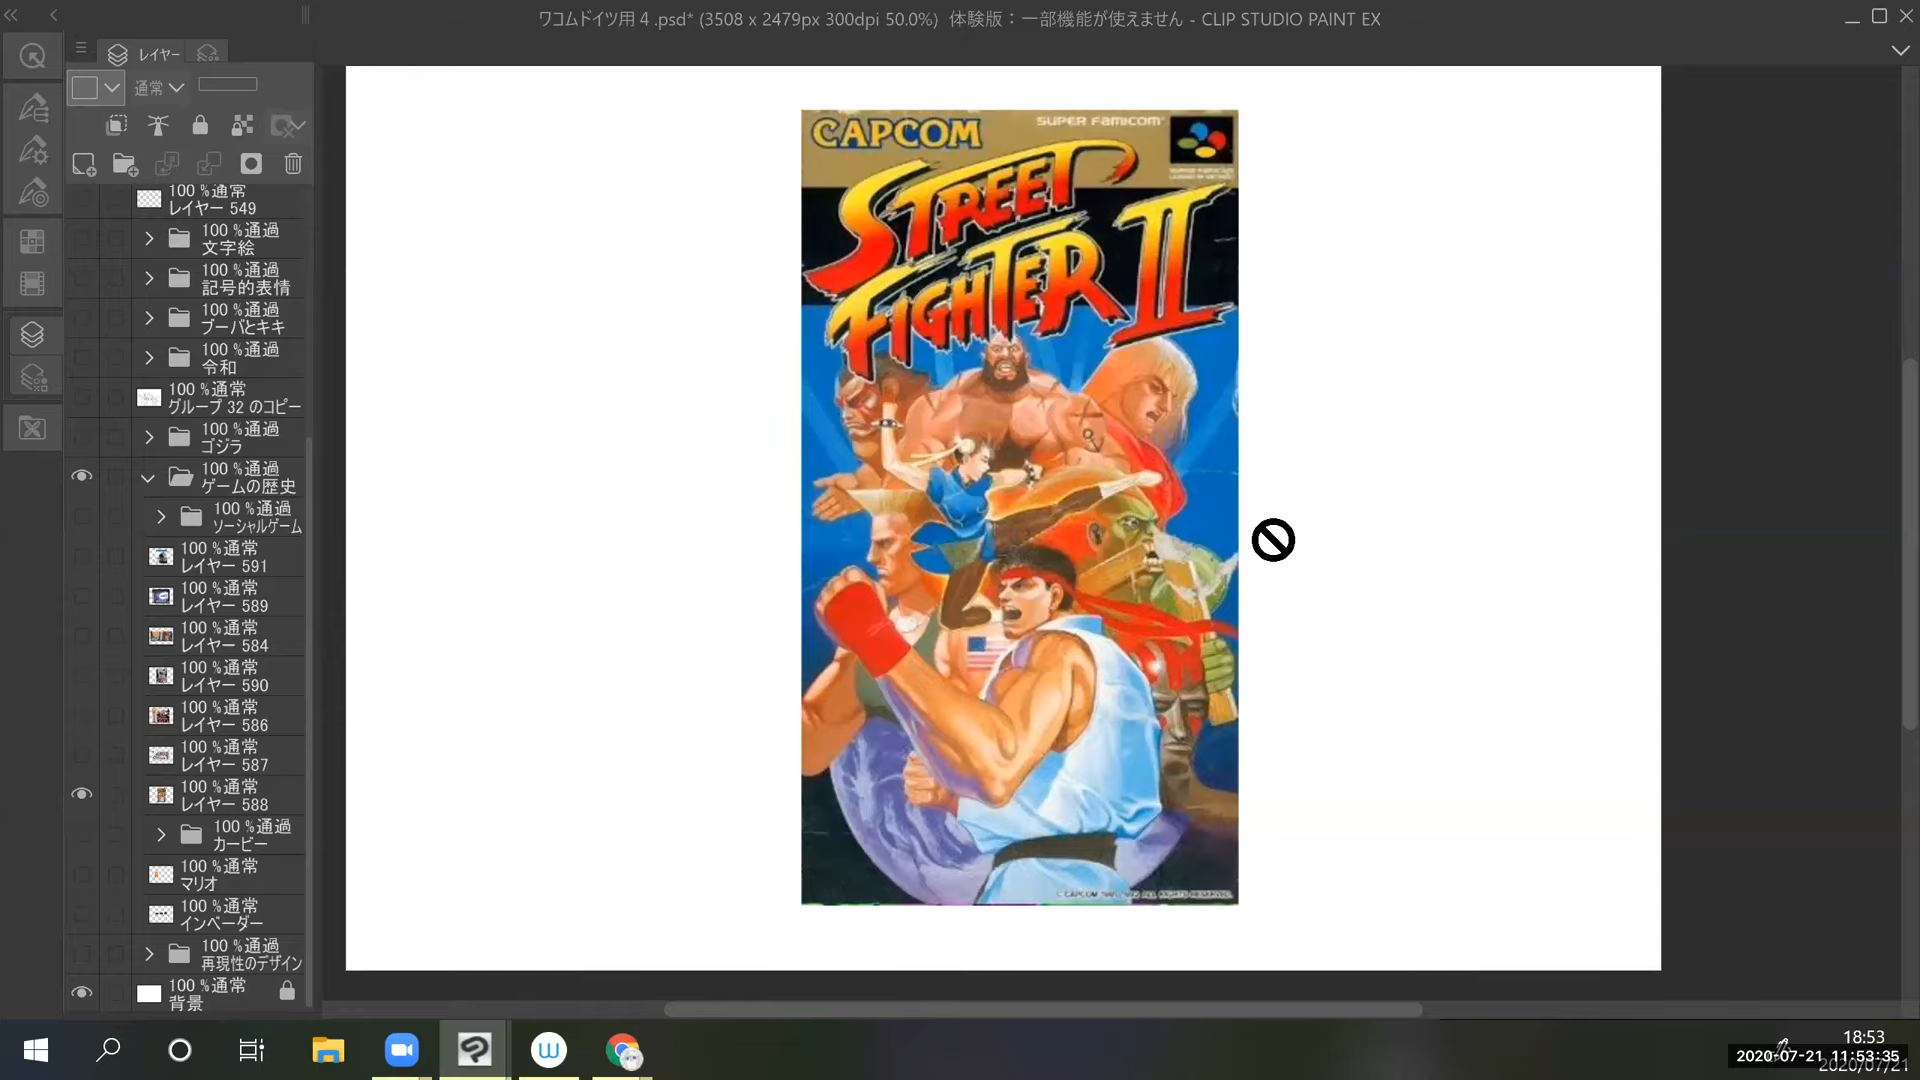 ワコムドイツ用４.psd* (3508 x 2479px 300dpi 50.0%)  体験版：一部機能が使えません - CLIP STUDIO PAINT EX
レイヤー
通常
100 %通常
レイヤー 549
100 %通過
文字絵
100 %通過
記号的表情
100 %通過
ブーバとキキ
100 %通過
令和
100 %通常
グループ 32 のコピー
100 %通過
ゴジラ
100 %通過
ゲームの歴史
100 %通過
ソーシャルゲーム
100 %通常
レイヤー 591
100 %通常
レイヤー 589
100 %通常
レイヤー 584
100 %通常
レイヤー 590
100 %通常
レイヤー 586
100 %通常
レイヤー 587
100 %通常
レイヤー 588
100 %通過
カービー
100 %通常
マリオ
100 %通常
インベーダー
100 %通過
再現性のデザイン
100 %通常
背景
CAPCOM
SUPER FAMICOM
STREET
FIGHTER II
18:53
2020-07-21 11:53:35
2020/07/21